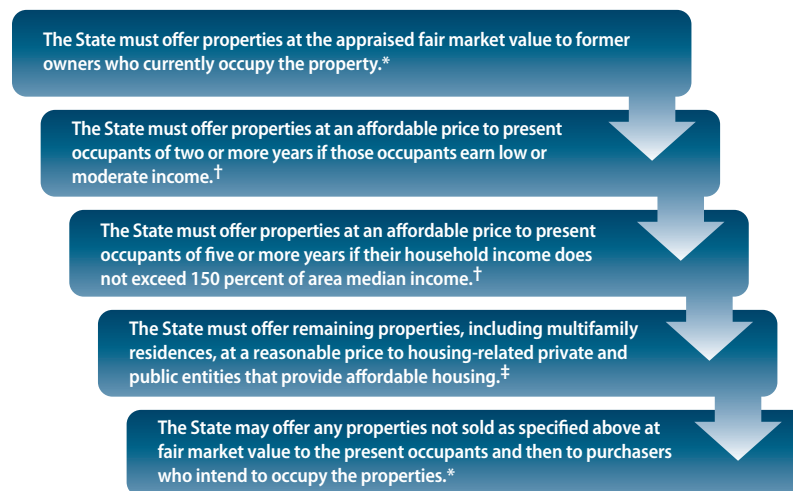 The State must offer properties at the appraised fair market value to former
owners who currently occupy the property.*
The State must offer properties at an affordable price to present
occupants of two or more years if those occupants earn low or
moderate income.†
The State must offer properties at an affordable price to present
occupants of five or more years if their household income does
not exceed 150 percent of area median income.†
The State must offer remaining properties, including multifamily
residences, at a reasonable price to housing-related private and
public entities that provide affordable housing.‡
The State may offer any properties not sold as specified above at
fair market value to the present occupants and then to purchasers
who intend to occupy the properties.*